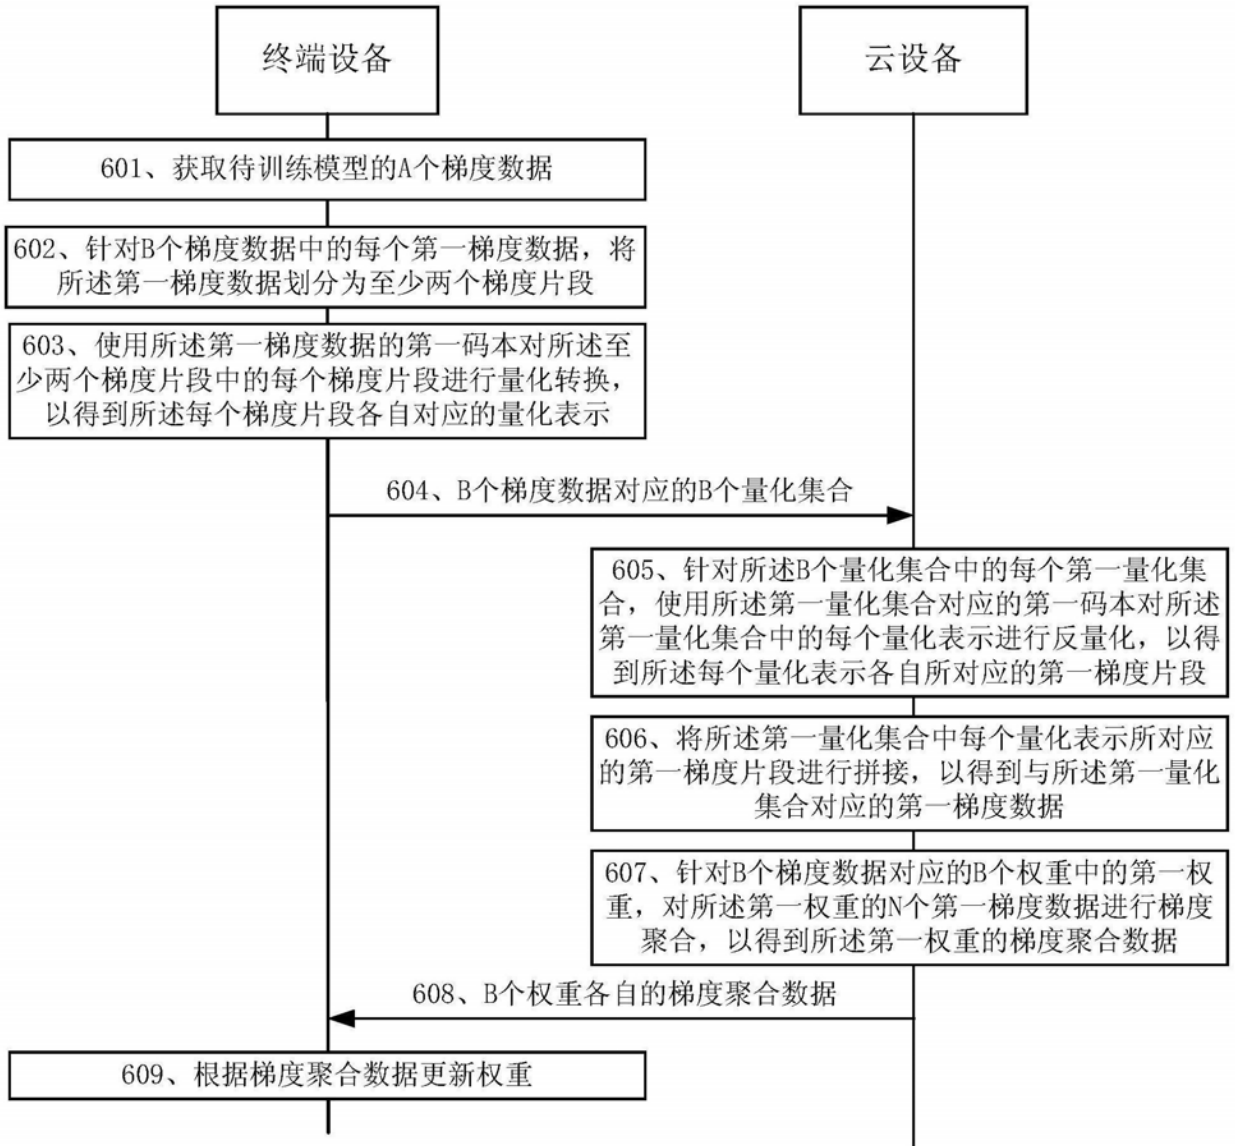 终端设备
云设备
601、获取待训练模型的A个梯度数据
602、针对B个梯度数据中的每个第一梯度数据，将
所述第一梯度数据划分为至少两个梯度片段
603、使用所述第一梯度数据的第一码本对所述至
少两个梯度片段中的每个梯度片段进行量化转换，
以得到所述每个梯度片段各自对应的量化表示
604、B个梯度数据对应的B个量化集合
605、针对所述B个量化集合中的每个第一量化集
合，使用所述第一量化集合对应的第一码本对所述
第一量化集合中的每个量化表示进行反量化，以得
到所述每个量化表示各自所对应的第一梯度片段
606、将所述第一量化集合中每个量化表示所对应
的第一梯度片段进行拼接，以得到与所述第一量化
集合对应的第一梯度数据
607、针对B个梯度数据对应的B个权重中的第一权
重，对所述第一权重的N个第一梯度数据进行梯度
聚合，以得到所述第一权重的梯度聚合数据
608、B个权重各自的梯度聚合数据
609、根据梯度聚合数据更新权重